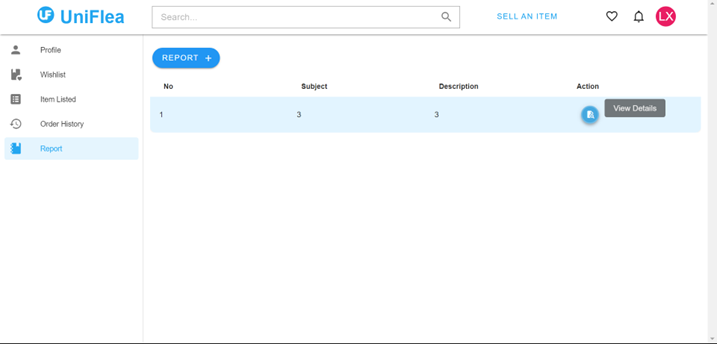 UF UniFlea
Search...
SELL AN ITEM
LX
Profile
Wishlist
Item Listed
Order History
Report
REPORT +
No Subject Description Action
1 3 3
View Details